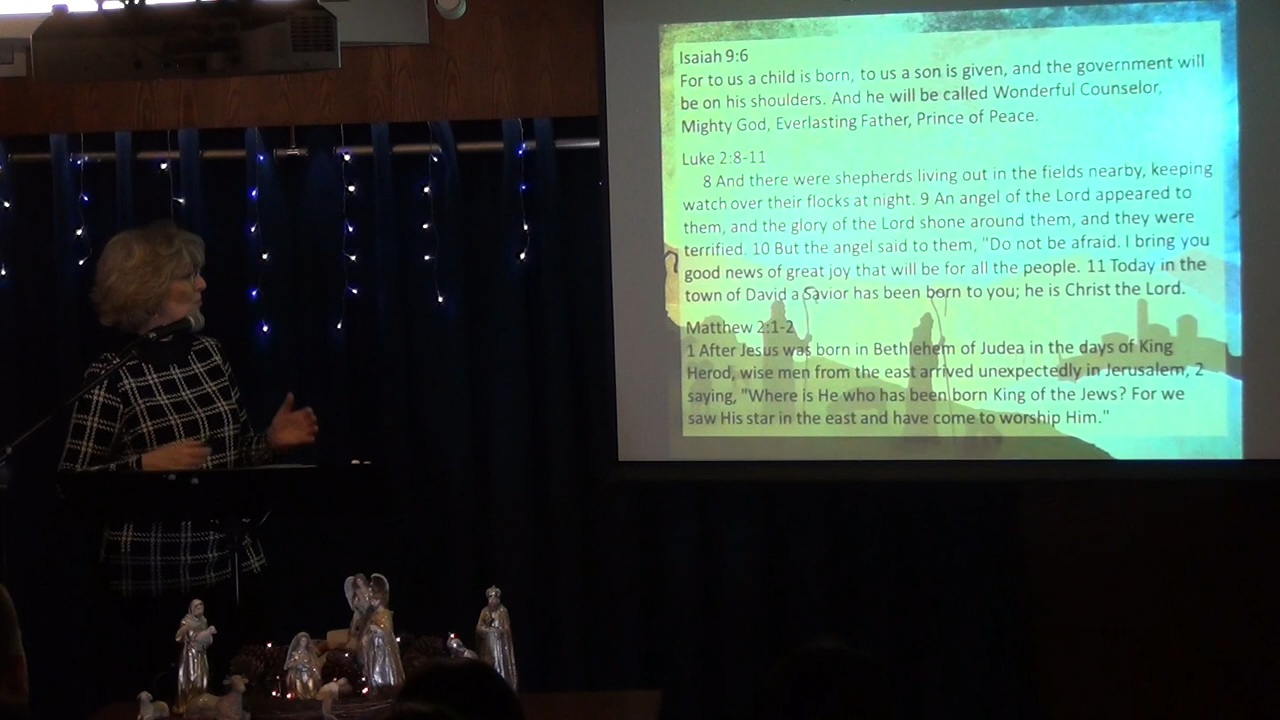 Isaiah 9:6
For to us a child is born, to us a son is given, and the government will
be on his shoulders. And he will be called Wonderful Counselor,
Mighty God, Everlasting Father, Prince of Peace.
Luke 2:8-11
8 And there were shepherds living out in the fields nearby, keeping
watch over their flocks at night. 9 An angel of the Lord appeared to
them, and the glory of the Lord shone around them, and they were
terrified. 10 But the angel said to them, "Do not be afraid. I bring you
good news of great joy that will be for all the people. 11 Today in the
town of David a Savior has been born to you; he is Christ the Lord.
Matthew 2:1-2
1 After Jesus was born in Bethlehem of Judea in the days of King
Herod, wise men from the east arrived unexpectedly in Jerusalem, 2
saying, "Where is He who has been born King of the Jews? For we
saw His star in the east and have come to worship Him."